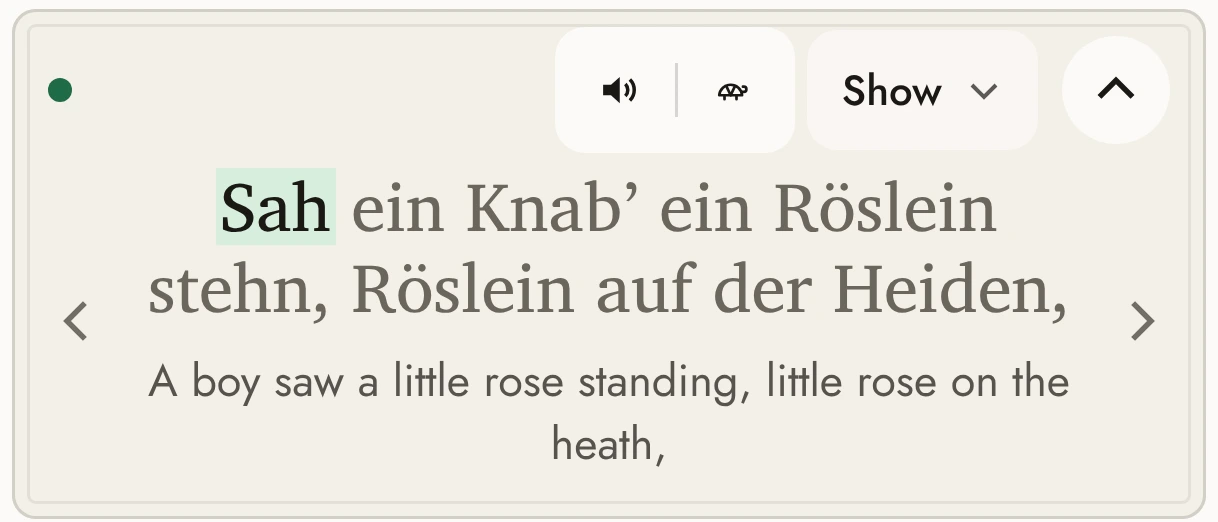 Show
Sah ein Knab’ ein Röslein
stehn, Röslein auf der Heiden,
A boy saw a little rose standing, little rose on the
heath,